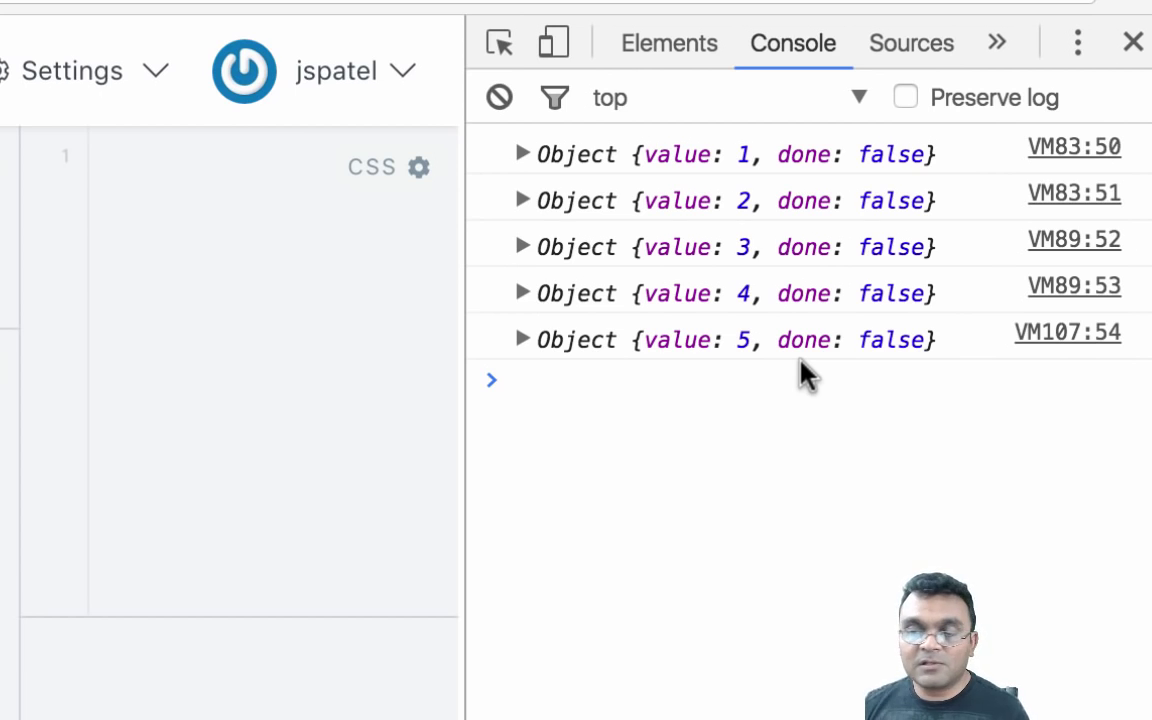 Settings jspatel
1 CSS
Elements Console Sources »
top Preserve log
Object {value: 1, done: false} VM83:50
Object {value: 2, done: false} VM83:51
Object {value: 3, done: false} VM89:52
Object {value: 4, done: false} VM89:53
Object {value: 5, done: false} VM107:54
>